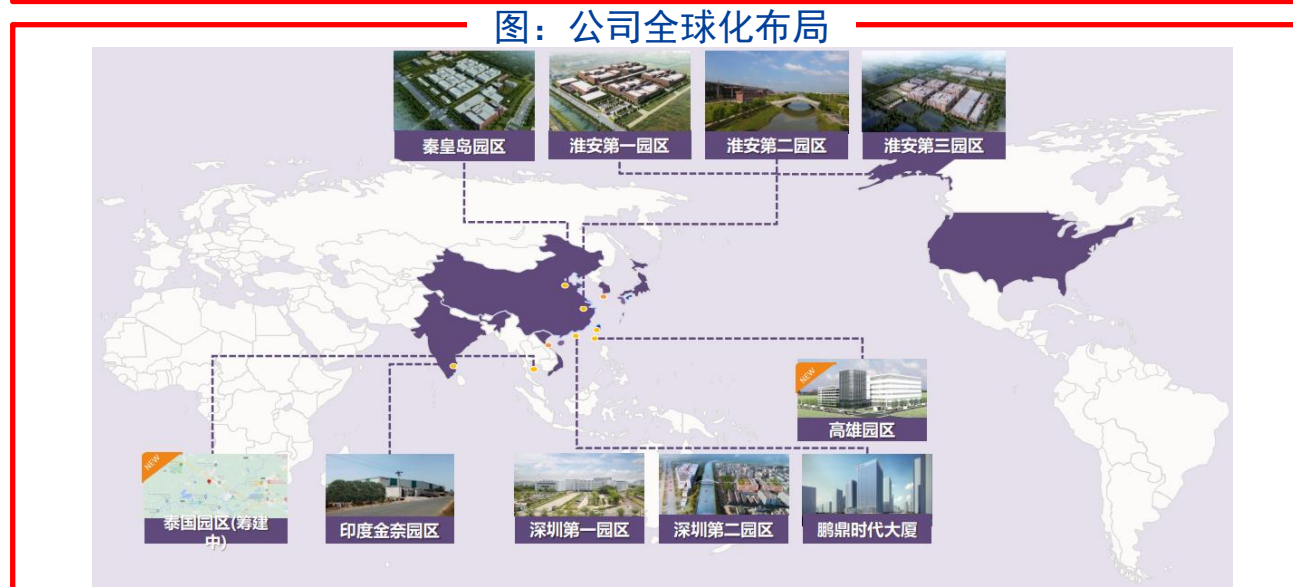 图：公司全球化布局
秦皇岛园区
淮安第一园区
淮安第二园区
淮安第三园区
NEW
高雄园区
NEW
泰国园区(筹建
中)
印度金奈园区
深圳第一园区
深圳第二园区
鹏鼎时代大厦